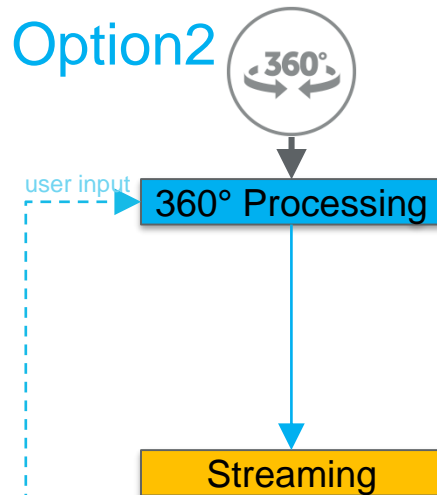 Option2
360°
user input
360° Processing
Streaming